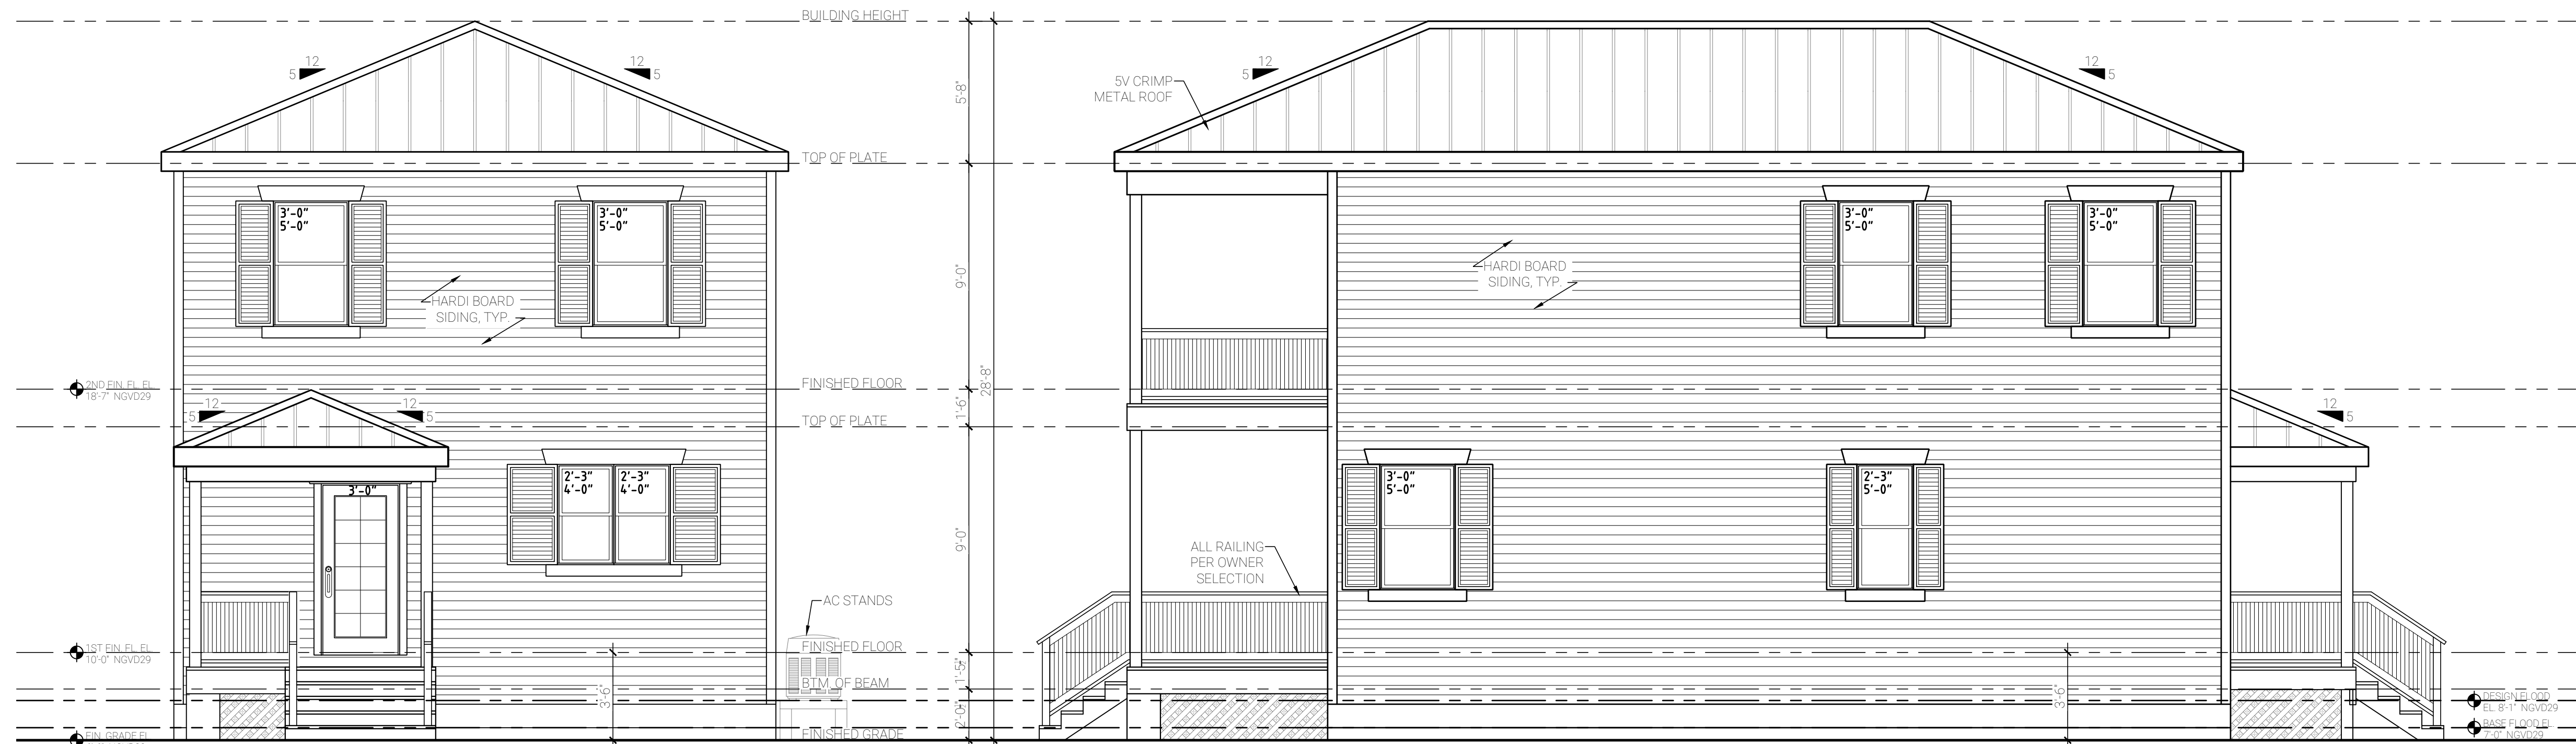 BUILDING HEIGHT
12
5
12
5
5'-8"
TOP OF PLATE
3'-0"
5'-0"
3'-0"
5'-0"
HARDI BOARD
SIDING, TYP.
9'-0"
28'-8"
2ND FIN. FL. EL.
18'-7" NGVD29
FINISHED FLOOR
12
5
12
5
1'-6"
TOP OF PLATE
2'-3"
4'-0"
2'-3"
4'-0"
3'-0"
9'-0"
AC STANDS
1ST FIN. FL. EL.
10'-0" NGVD29
FINISHED FLOOR
1'-5"
BTM. OF BEAM
3'-6"
2'-0"
FIN. GRADE EL.
FINISHED GRADE
12
5
12
5
5V CRIMP
METAL ROOF
3'-0"
5'-0"
3'-0"
5'-0"
HARDI BOARD
SIDING, TYP.
12
5
3'-0"
5'-0"
2'-3"
5'-0"
ALL RAILING
PER OWNER
SELECTION
3'-6"
DESIGN FLOOD
EL. 8'-1" NGVD29
BASE FLOOD EL.
7'-0" NGVD29